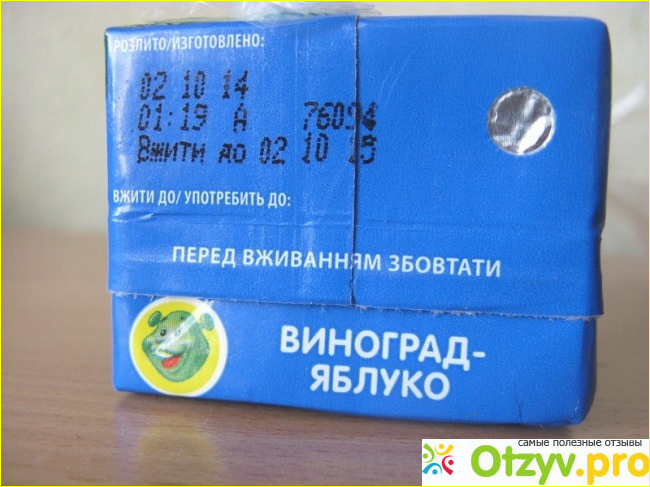 РОЗЛИТО/ИЗГОТОВЛЕНО:
02 10 14
01:19 А 76094
Вжити до 02 10 15
ВЖИТИ ДО/ УПОТРЕБИТЬ ДО:
ПЕРЕД ВЖИВАННЯМ ЗБОВТАТИ
ВИНОГРАД-
ЯБЛУКО
самые полезные отзывы
Otzyv.pro